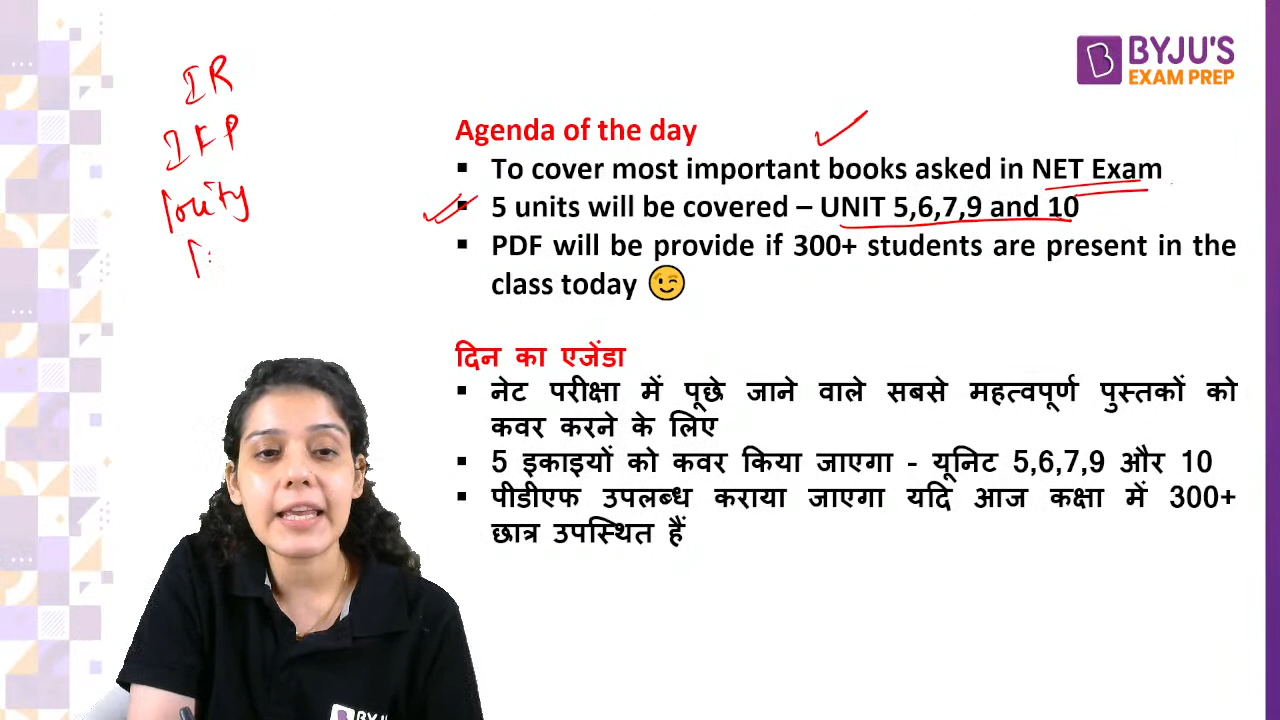 BYJU'S
EXAM PREP
IR
IFP
Polity
Agenda of the day
▪ To cover most important books asked in NET Exam
▪ 5 units will be covered – UNIT 5,6,7,9 and 10
▪ PDF will be provide if 300+ students are present in the
class today 😉
दिन का एजेंडा
▪ नेट परीक्षा में पूछे जाने वाले सबसे महत्वपूर्ण पुस्तकों को
कवर करने के लिए
▪ 5 इकाइयों को कवर किया जाएगा - यूनिट 5,6,7,9 और 10
▪ पीडीएफ उपलब्ध कराया जाएगा यदि आज कक्षा में 300+
छात्र उपस्थित हैं